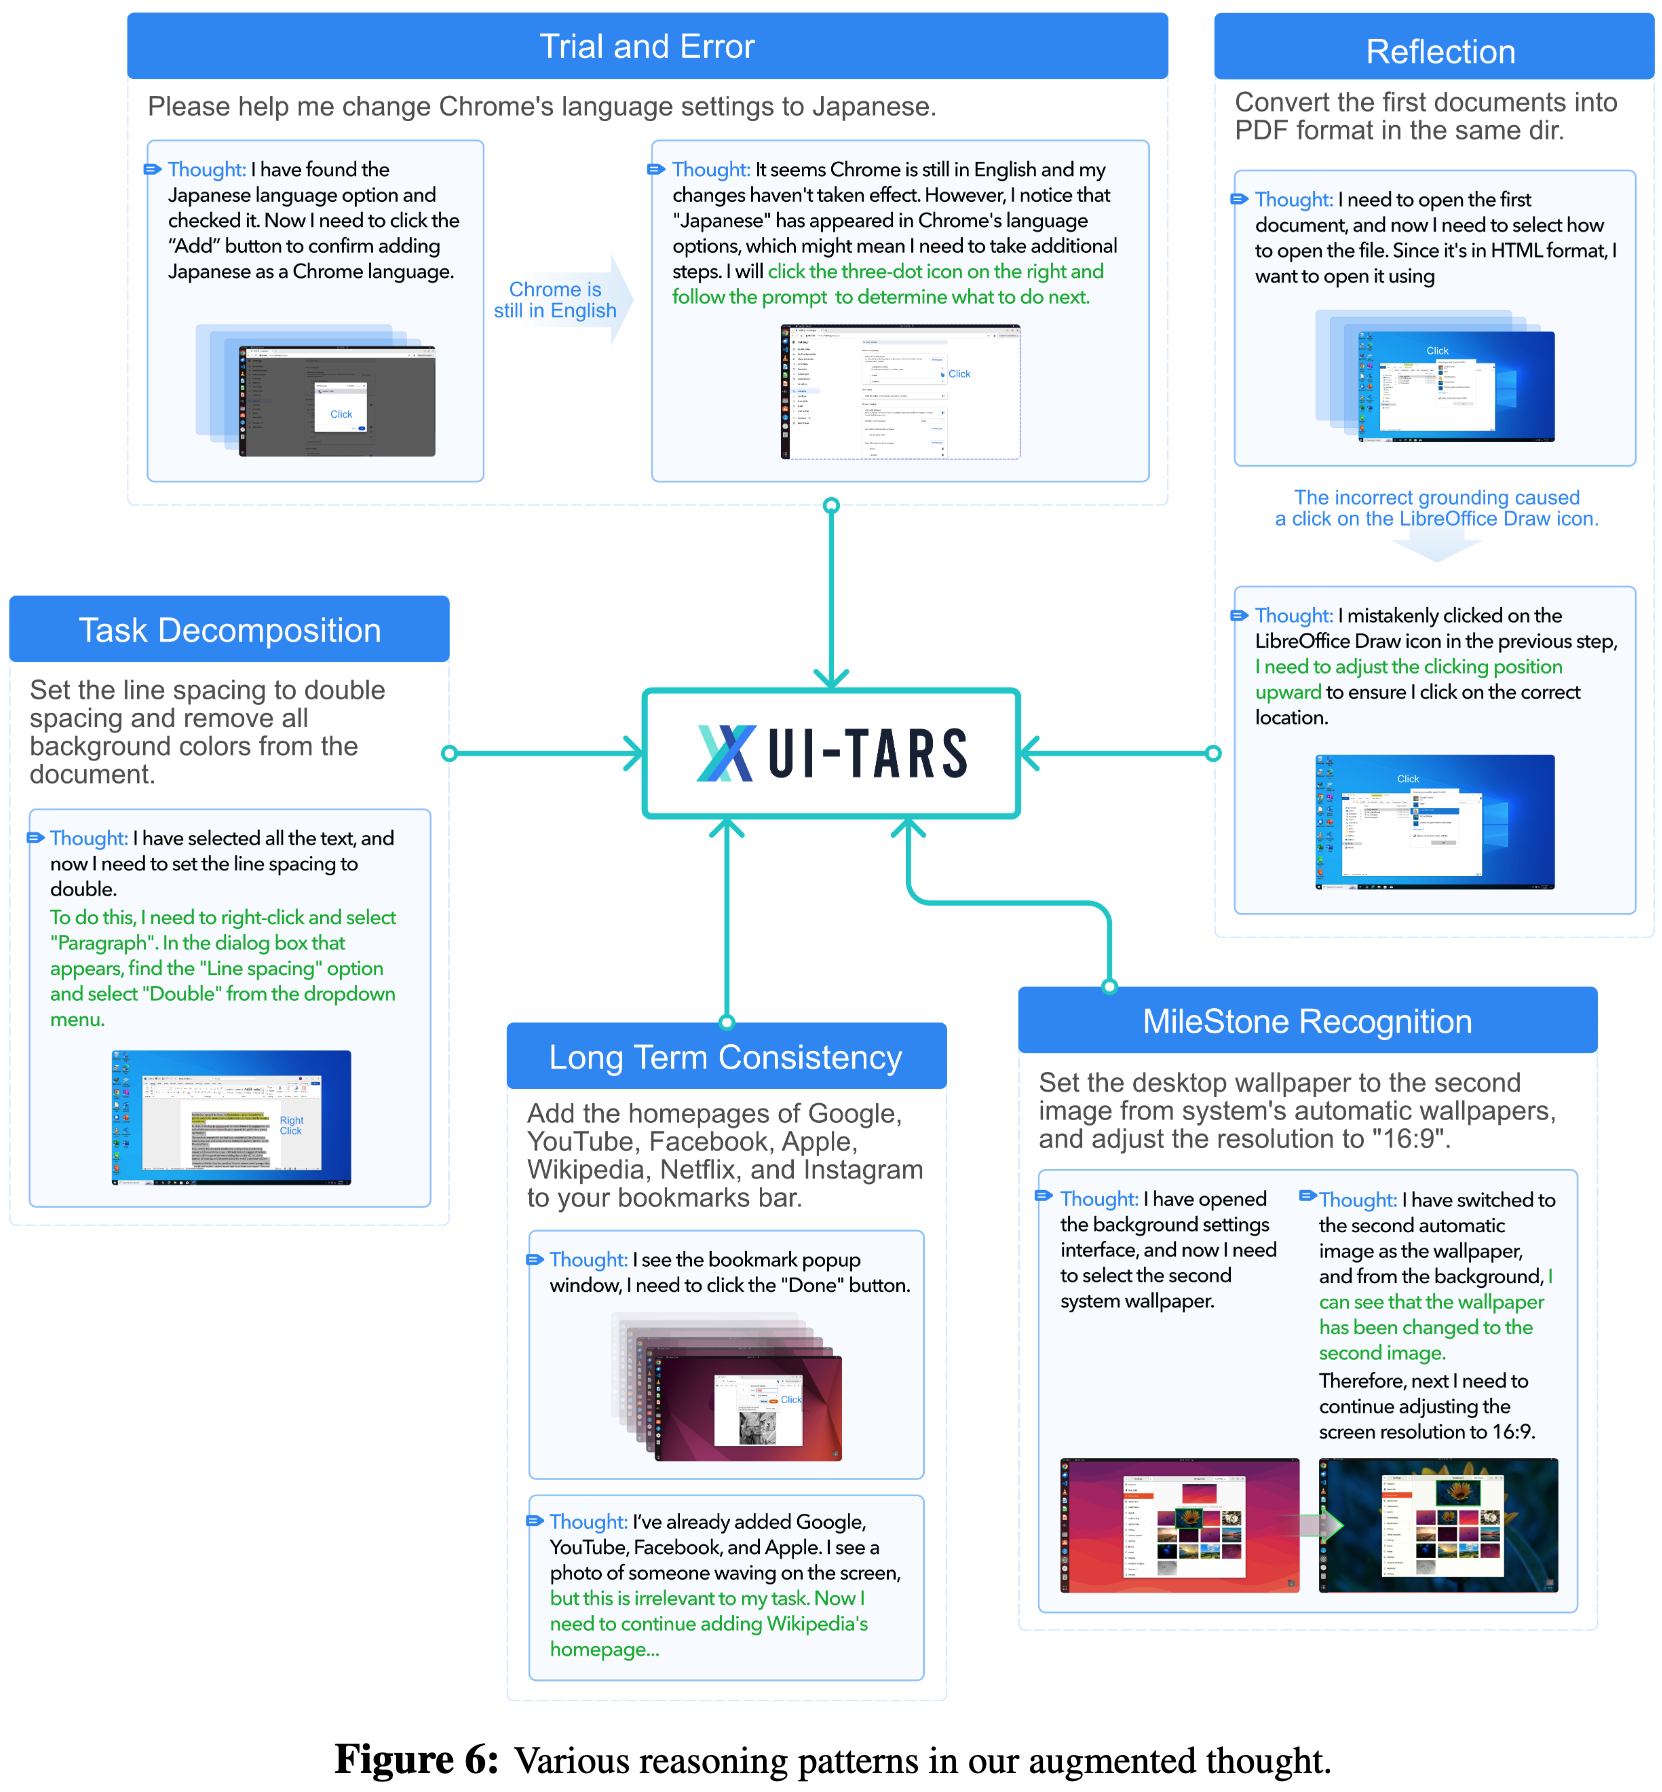 Trial and Error
Please help me change Chrome's language settings to Japanese.
Thought: I have found the
Japanese language option and
checked it. Now I need to click the
“Add” button to confirm adding
Japanese as a Chrome language.
Click
Chrome is
still in English
Thought: It seems Chrome is still in English and my
changes haven't taken effect. However, I notice that
"Japanese" has appeared in Chrome's language
options, which might mean I need to take additional
steps. I will click the three-dot icon on the right and
follow the prompt to determine what to do next.
Click
Reflection
Convert the first documents into
PDF format in the same dir.
Thought: I need to open the first
document, and now I need to select how
to open the file. Since it's in HTML format, I
want to open it using
Click
The incorrect grounding caused
a click on the LibreOffice Draw icon.
Thought: I mistakenly clicked on the
LibreOffice Draw icon in the previous step,
I need to adjust the clicking position
upward to ensure I click on the correct
location.
Click
Task Decomposition
Set the line spacing to double
spacing and remove all
background colors from the
document.
Thought: I have selected all the text, and
now I need to set the line spacing to
double.
To do this, I need to right-click and select
"Paragraph". In the dialog box that
appears, find the "Line spacing" option
and select "Double" from the dropdown
menu.
Right
Click
UI-TARS
Long Term Consistency
Add the homepages of Google,
YouTube, Facebook, Apple,
Wikipedia, Netflix, and Instagram
to your bookmarks bar.
Thought: I see the bookmark popup
window, I need to click the "Done" button.
Click
Thought: I’ve already added Google,
YouTube, Facebook, and Apple. I see a
photo of someone waving on the screen,
but this is irrelevant to my task. Now I
need to continue adding Wikipedia's
homepage...
MileStone Recognition
Set the desktop wallpaper to the second
image from system's automatic wallpapers,
and adjust the resolution to "16:9".
Thought: I have opened
the background settings
interface, and now I need
to select the second
system wallpaper.
Thought: I have switched to
the second automatic
image as the wallpaper,
and from the background, I
can see that the wallpaper
has been changed to the
second image.
Therefore, next I need to
continue adjusting the
screen resolution to 16:9.
Figure 6: Various reasoning patterns in our augmented thought.